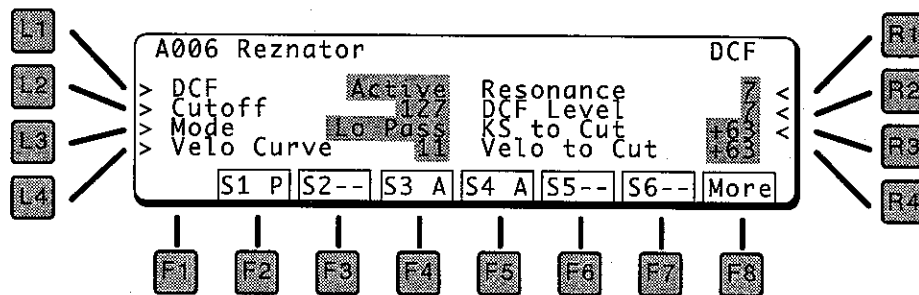 A006 Reznator DCF
L1 > DCF Active Resonance 7 < R1
L2 > Cutoff 127 DCF Level 7 < R2
L3 > Mode Lo Pass KS to Cut +63 < R3
L4 > Velo Curve 11 Velo to Cut +63 R4
S1 P S2-- S3 A S4 A S5-- S6-- More
F1 F2 F3 F4 F5 F6 F7 F8